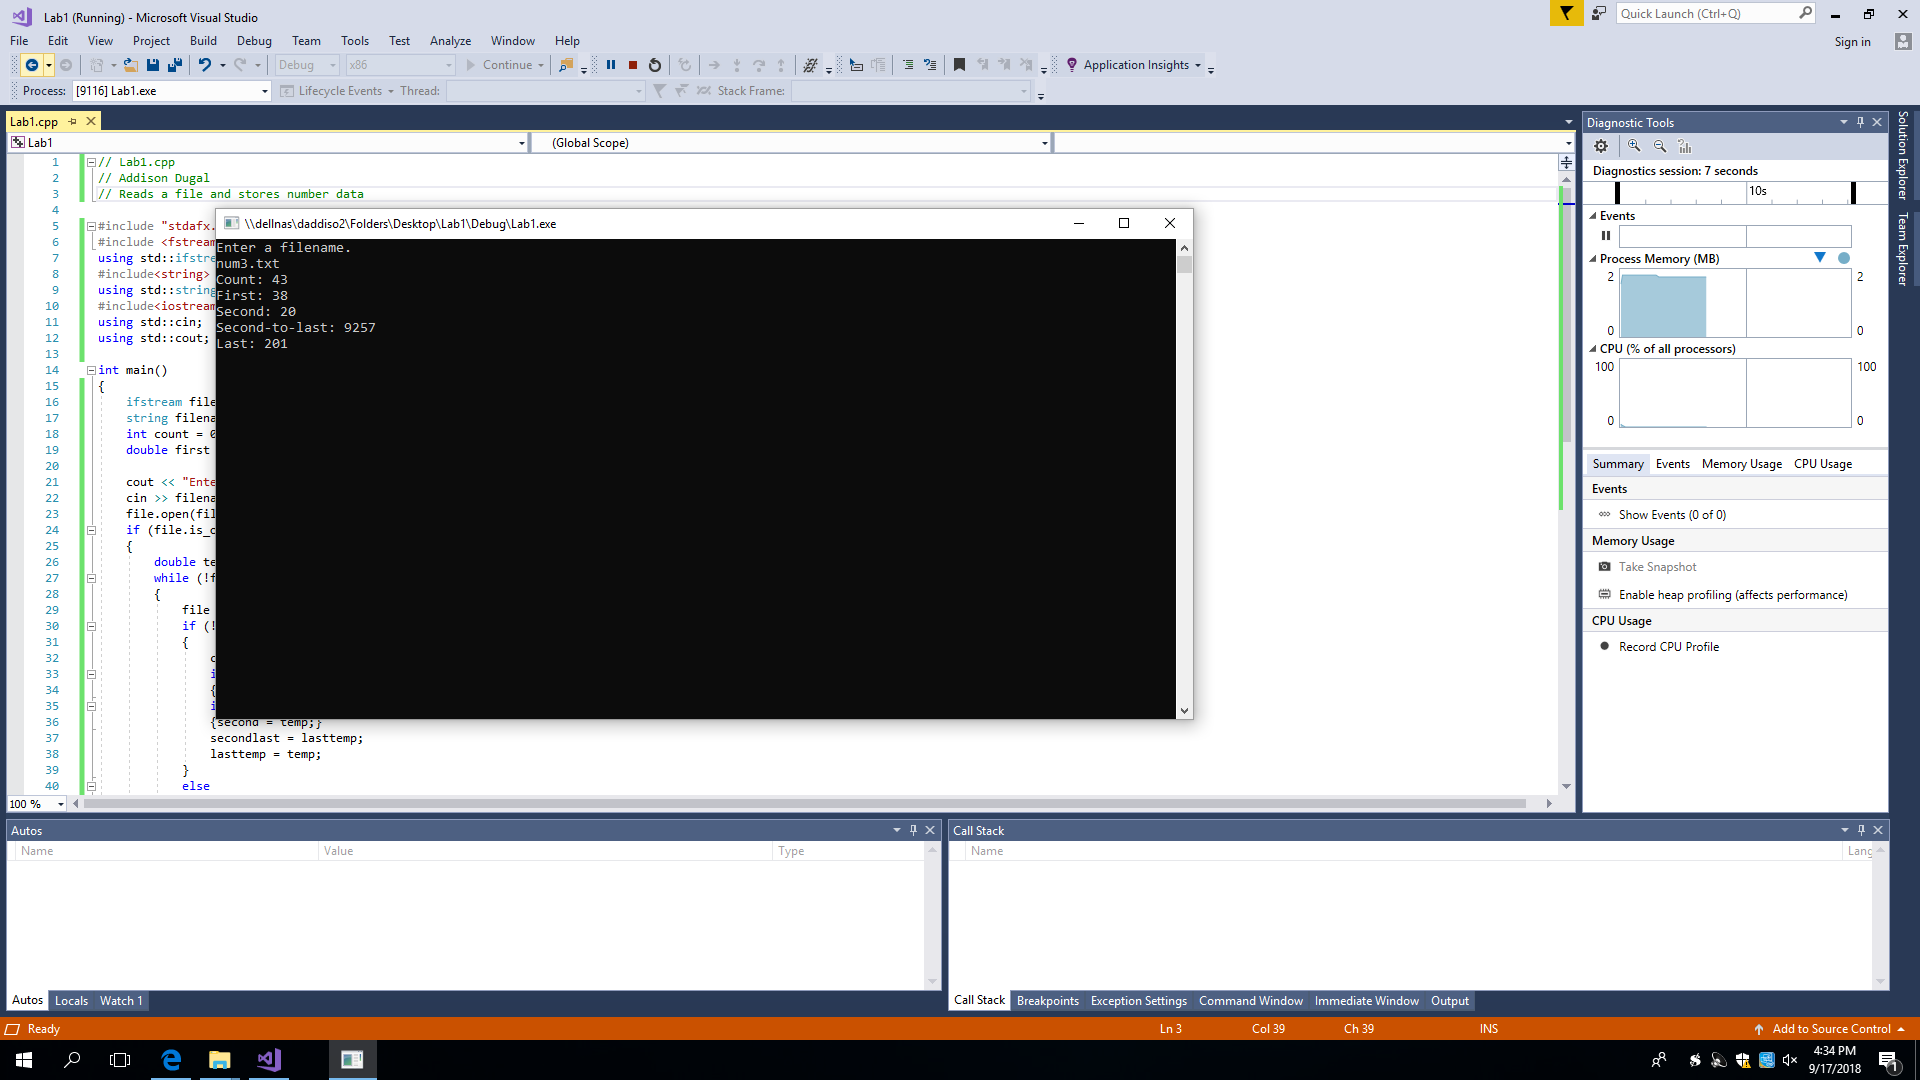 Lab1 (Running) - Microsoft Visual Studio
Quick Launch (Ctrl+Q)
File Edit View Project Build Debug Team Tools Test Analyze Window Help
Sign in
Debug x86 Continue Application Insights
Process: [9116] Lab1.exe Lifecycle Events Thread: Stack Frame:
Lab1.cpp
Lab1 (Global Scope)
1 // Lab1.cpp
2 // Addison Dugal
3 // Reads a file and stores number data
4
5 #include "stdafx.
6 #include <fstream
7 using std::ifstre
8 #include<string>
9 using std::string
10 #include<iostream
11 using std::cin;
12 using std::cout;
13
14 int main()
15 {
16 ifstream file
17 string filena
18 int count = 0
19 double first
20
21 cout << "Ente
22 cin >> filena
23 file.open(fil
24 if (file.is_o
25 {
26 double te
27 while (!f
28 {
29 file
30 if (!
31 {
32 c
33 i
34 {
35 i
36 {second = temp;}
37 secondlast = lasttemp;
38 lasttemp = temp;
39 }
40 else
100 %
\\dellnas\daddiso2\Folders\Desktop\Lab1\Debug\Lab1.exe
Enter a filename.
num3.txt
Count: 43
First: 38
Second: 20
Second-to-last: 9257
Last: 201
Diagnostic Tools
Diagnostics session: 7 seconds
10s
Events
Process Memory (MB)
2 2
0 0
CPU (% of all processors)
100 100
0 0
Summary Events Memory Usage CPU Usage
Events
Show Events (0 of 0)
Memory Usage
Take Snapshot
Enable heap profiling (affects performance)
CPU Usage
Record CPU Profile
Solution Explorer
Team Explorer
Autos
Name Value Type
Autos Locals Watch 1
Call Stack
Name Lang
Call Stack Breakpoints Exception Settings Command Window Immediate Window Output
Ready Ln 3 Col 39 Ch 39 INS Add to Source Control
4:34 PM
9/17/2018
1